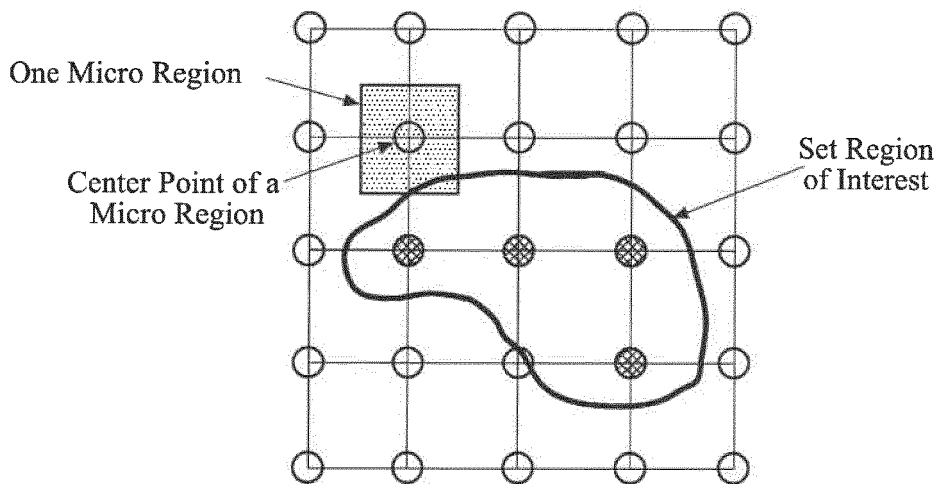 One Micro Region
Center Point of a
Micro Region
Set Region
of Interest